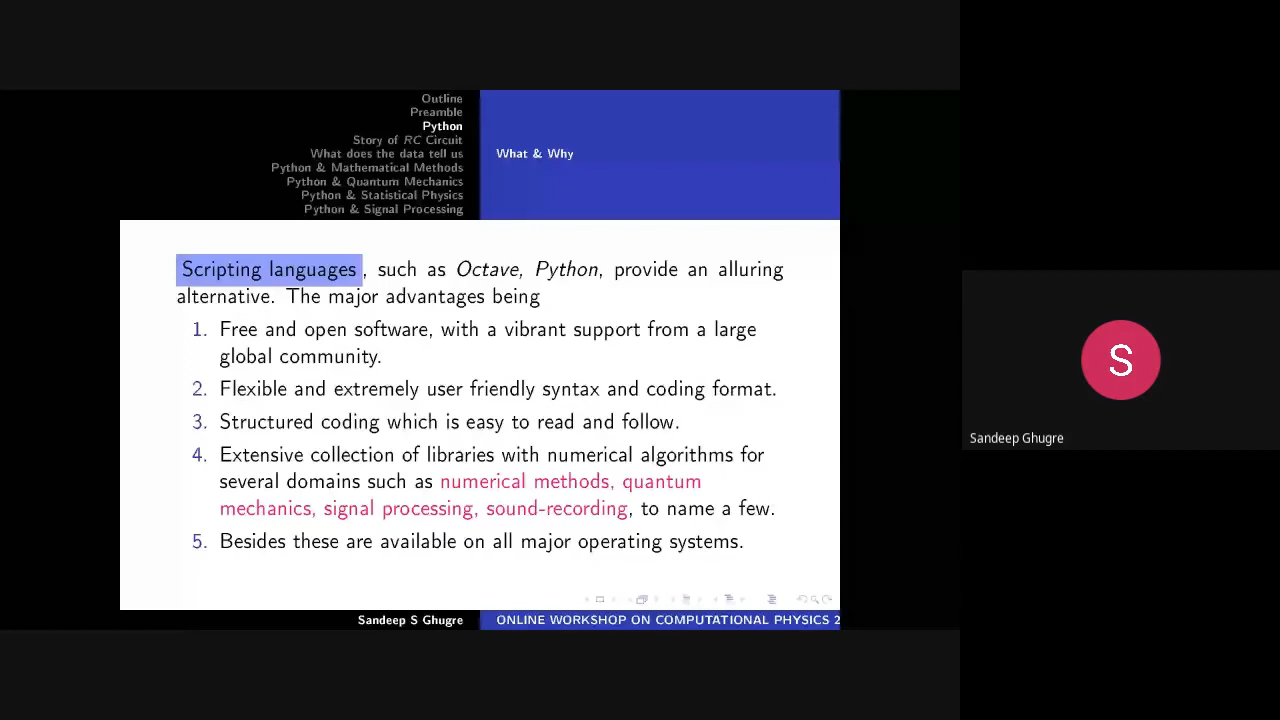 Outline
Preamble
Python
Story of RC Circuit
What does the data tell us
Python & Mathematical Methods
Python & Quantum Mechanics
Python & Statistical Physics
Python & Signal Processing
What & Why
Scripting languages , such as Octave, Python, provide an alluring
alternative. The major advantages being
1. Free and open software, with a vibrant support from a large
global community.
2. Flexible and extremely user friendly syntax and coding format.
3. Structured coding which is easy to read and follow.
4. Extensive collection of libraries with numerical algorithms for
several domains such as numerical methods, quantum
mechanics, signal processing, sound-recording, to name a few.
5. Besides these are available on all major operating systems.
Sandeep S Ghugre
ONLINE WORKSHOP ON COMPUTATIONAL PHYSICS 2
S
Sandeep Ghugre